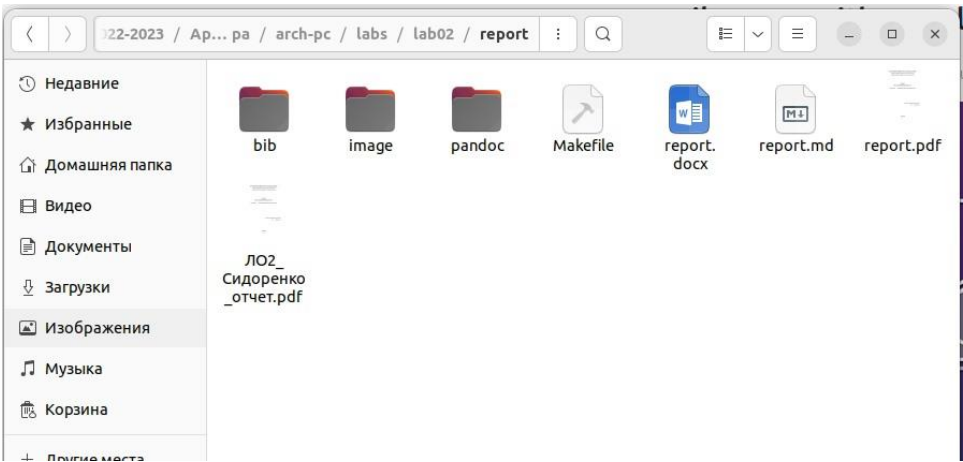 022-2023 / Ap... pa / arch-pc / labs / lab02 / report
Недавние
Избранные
Домашняя папка
Видео
Документы
Загрузки
Изображения
Музыка
Корзина
+ Другие места
bib
image
pandoc
Makefile
report.
docx
report.md
report.pdf
ЛО2_
Сидоренко
_отчет.pdf